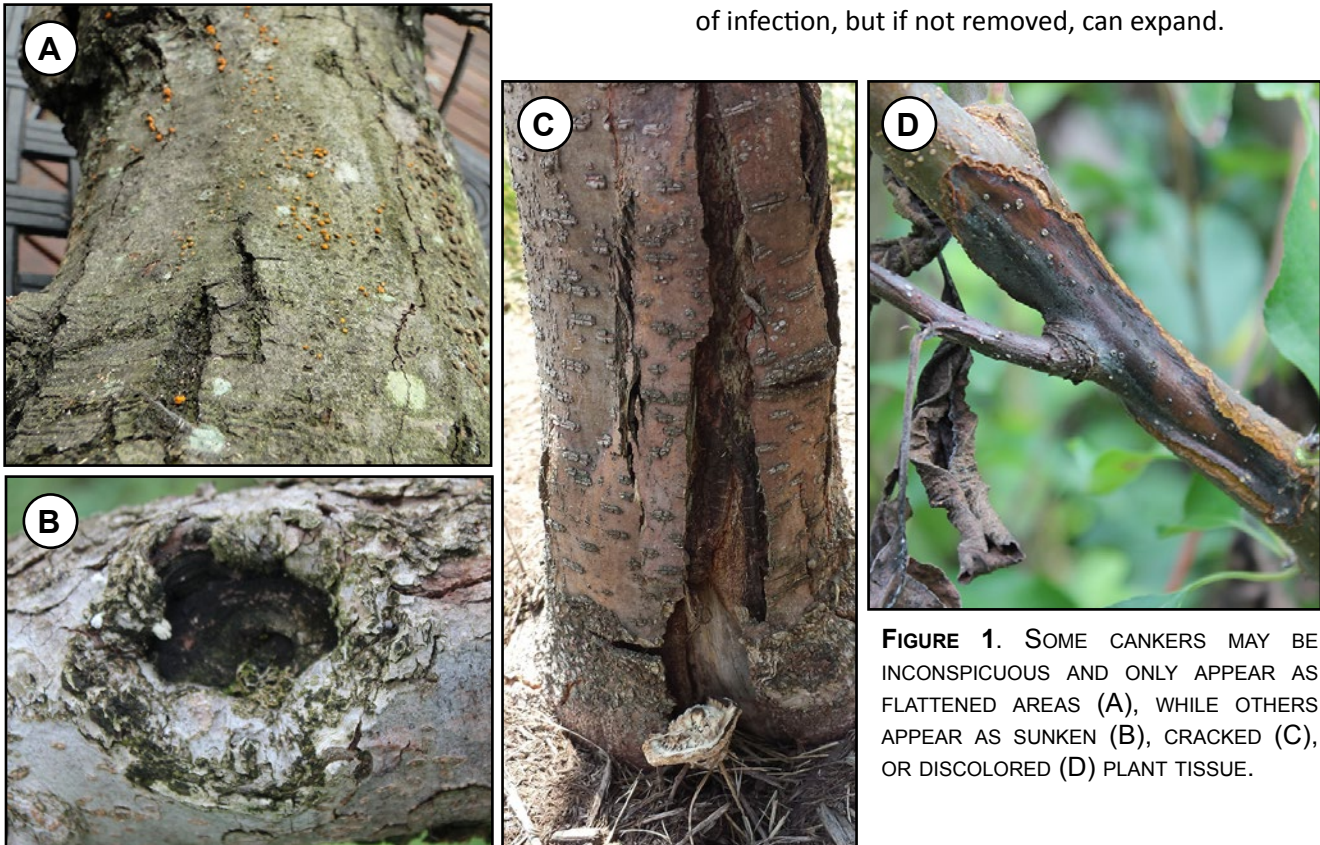 of infection, but if not removed, can expand.
A
B
C
D
FIGURE 1. SOME CANKERS MAY BE
INCONSPICUOUS AND ONLY APPEAR AS
FLATTENED AREAS (A), WHILE OTHERS
APPEAR AS SUNKEN (B), CRACKED (C),
OR DISCOLORED (D) PLANT TISSUE.